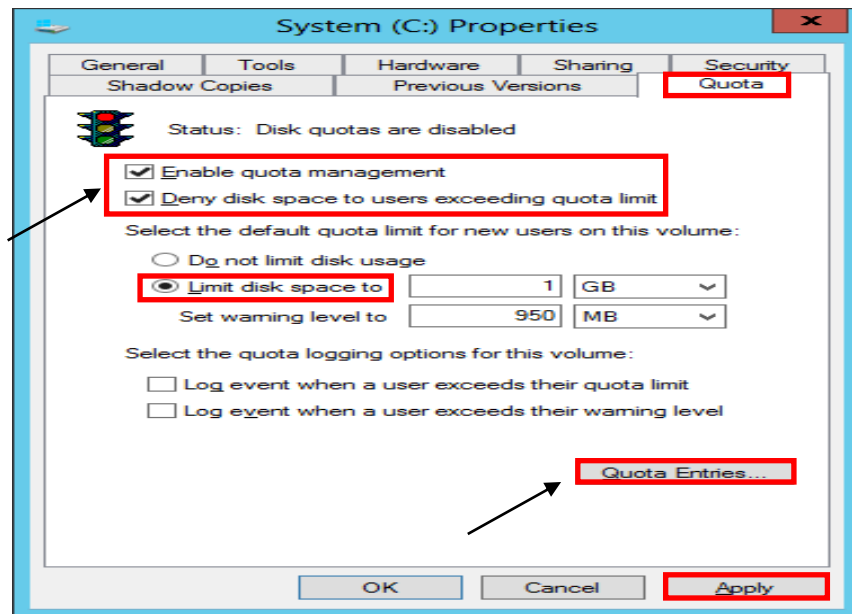 System (C:) Properties
General Tools Hardware Sharing Security
Shadow Copies Previous Versions Quota
Status: Disk quotas are disabled
Enable quota management
Deny disk space to users exceeding quota limit
Select the default quota limit for new users on this volume:
Do not limit disk usage
Limit disk space to 1 GB
Set warning level to 950 MB
Select the quota logging options for this volume:
Log event when a user exceeds their quota limit
Log event when a user exceeds their warning level
Quota Entries...
OK Cancel Apply